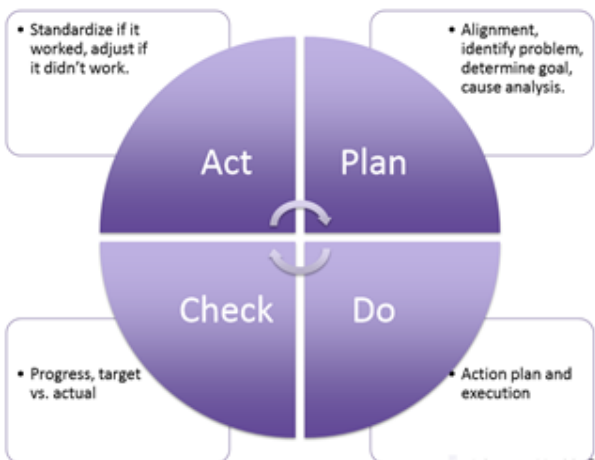 • Standardize if it
worked, adjust if
it didn't work.
• Alignment,
identify problem,
determine goal,
cause analysis.
Act
Plan
Check
Do
• Progress, target
vs. actual
• Action plan and
execution